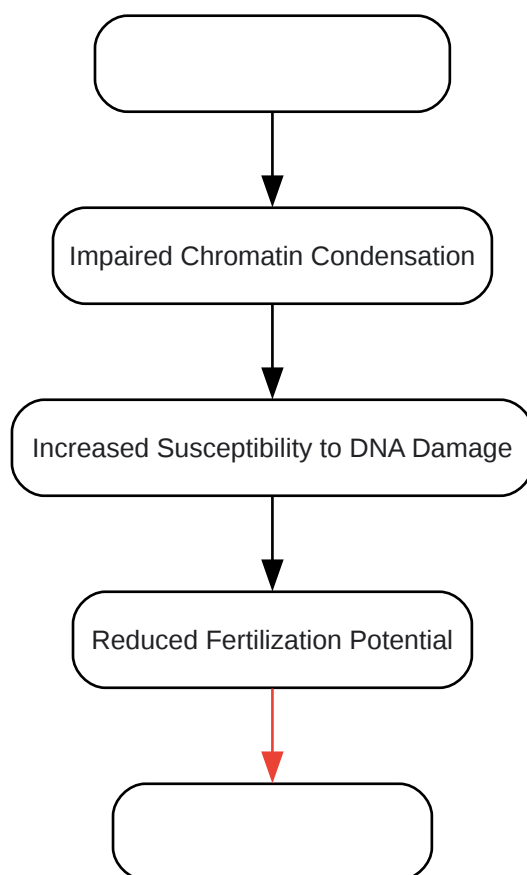 Impaired Chromatin Condensation
Increased Susceptibility to DNA Damage
Reduced Fertilization Potential